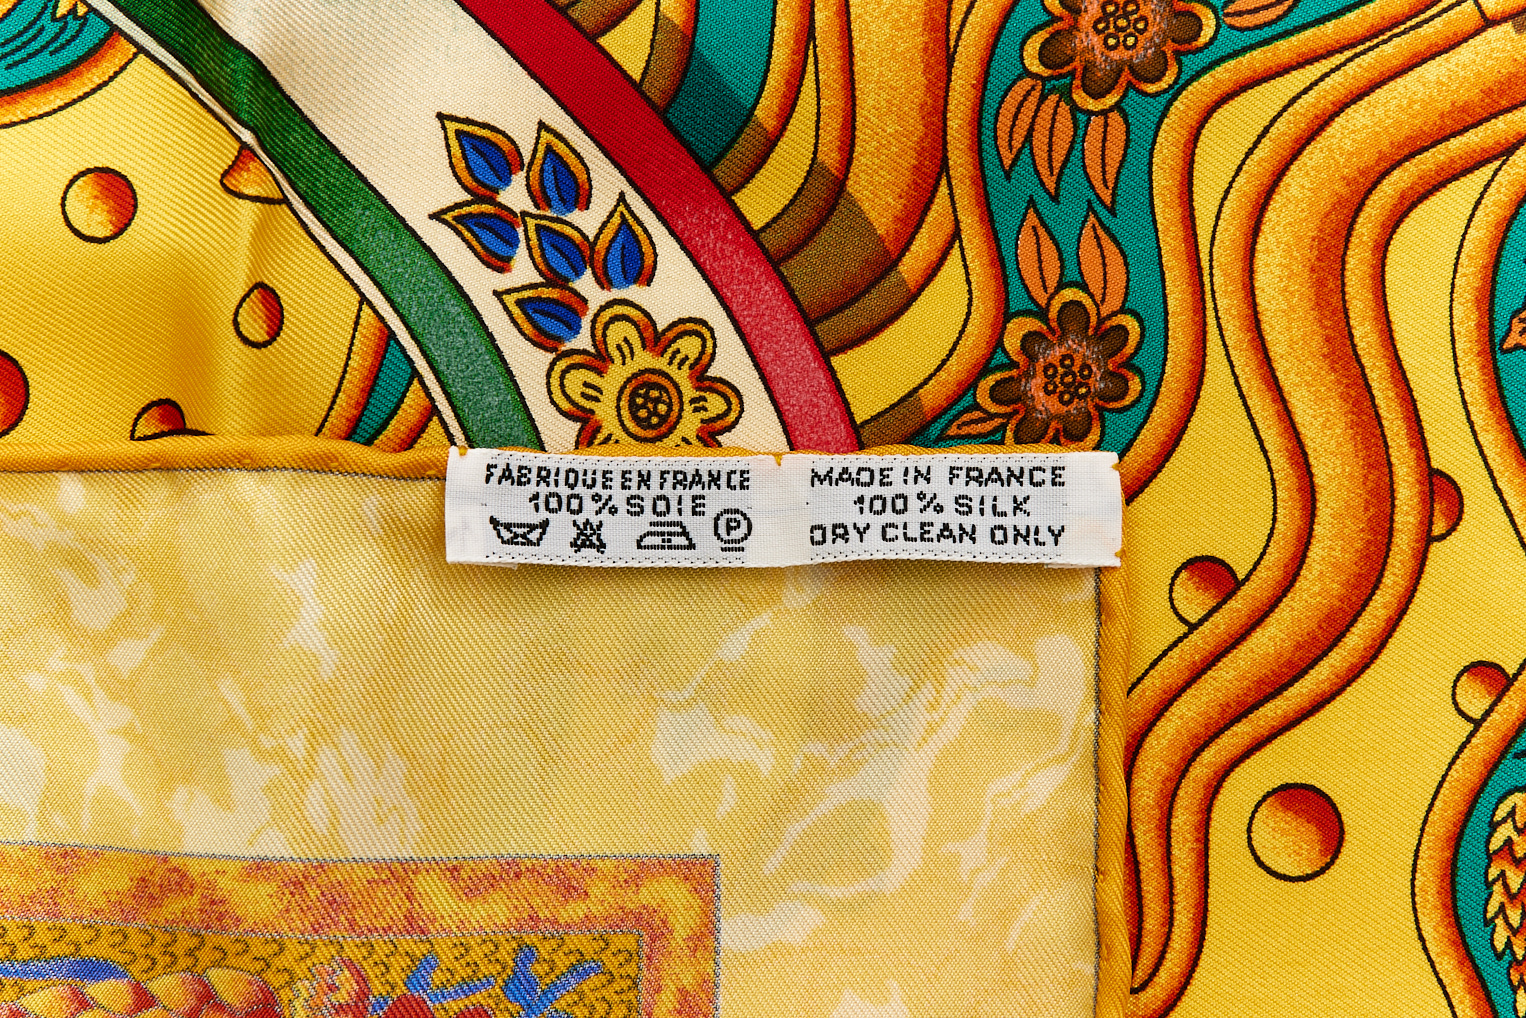 FABRIQUE EN FRANCE
100% SOIE
P
MADE IN FRANCE
100% SILK
DRY CLEAN ONLY